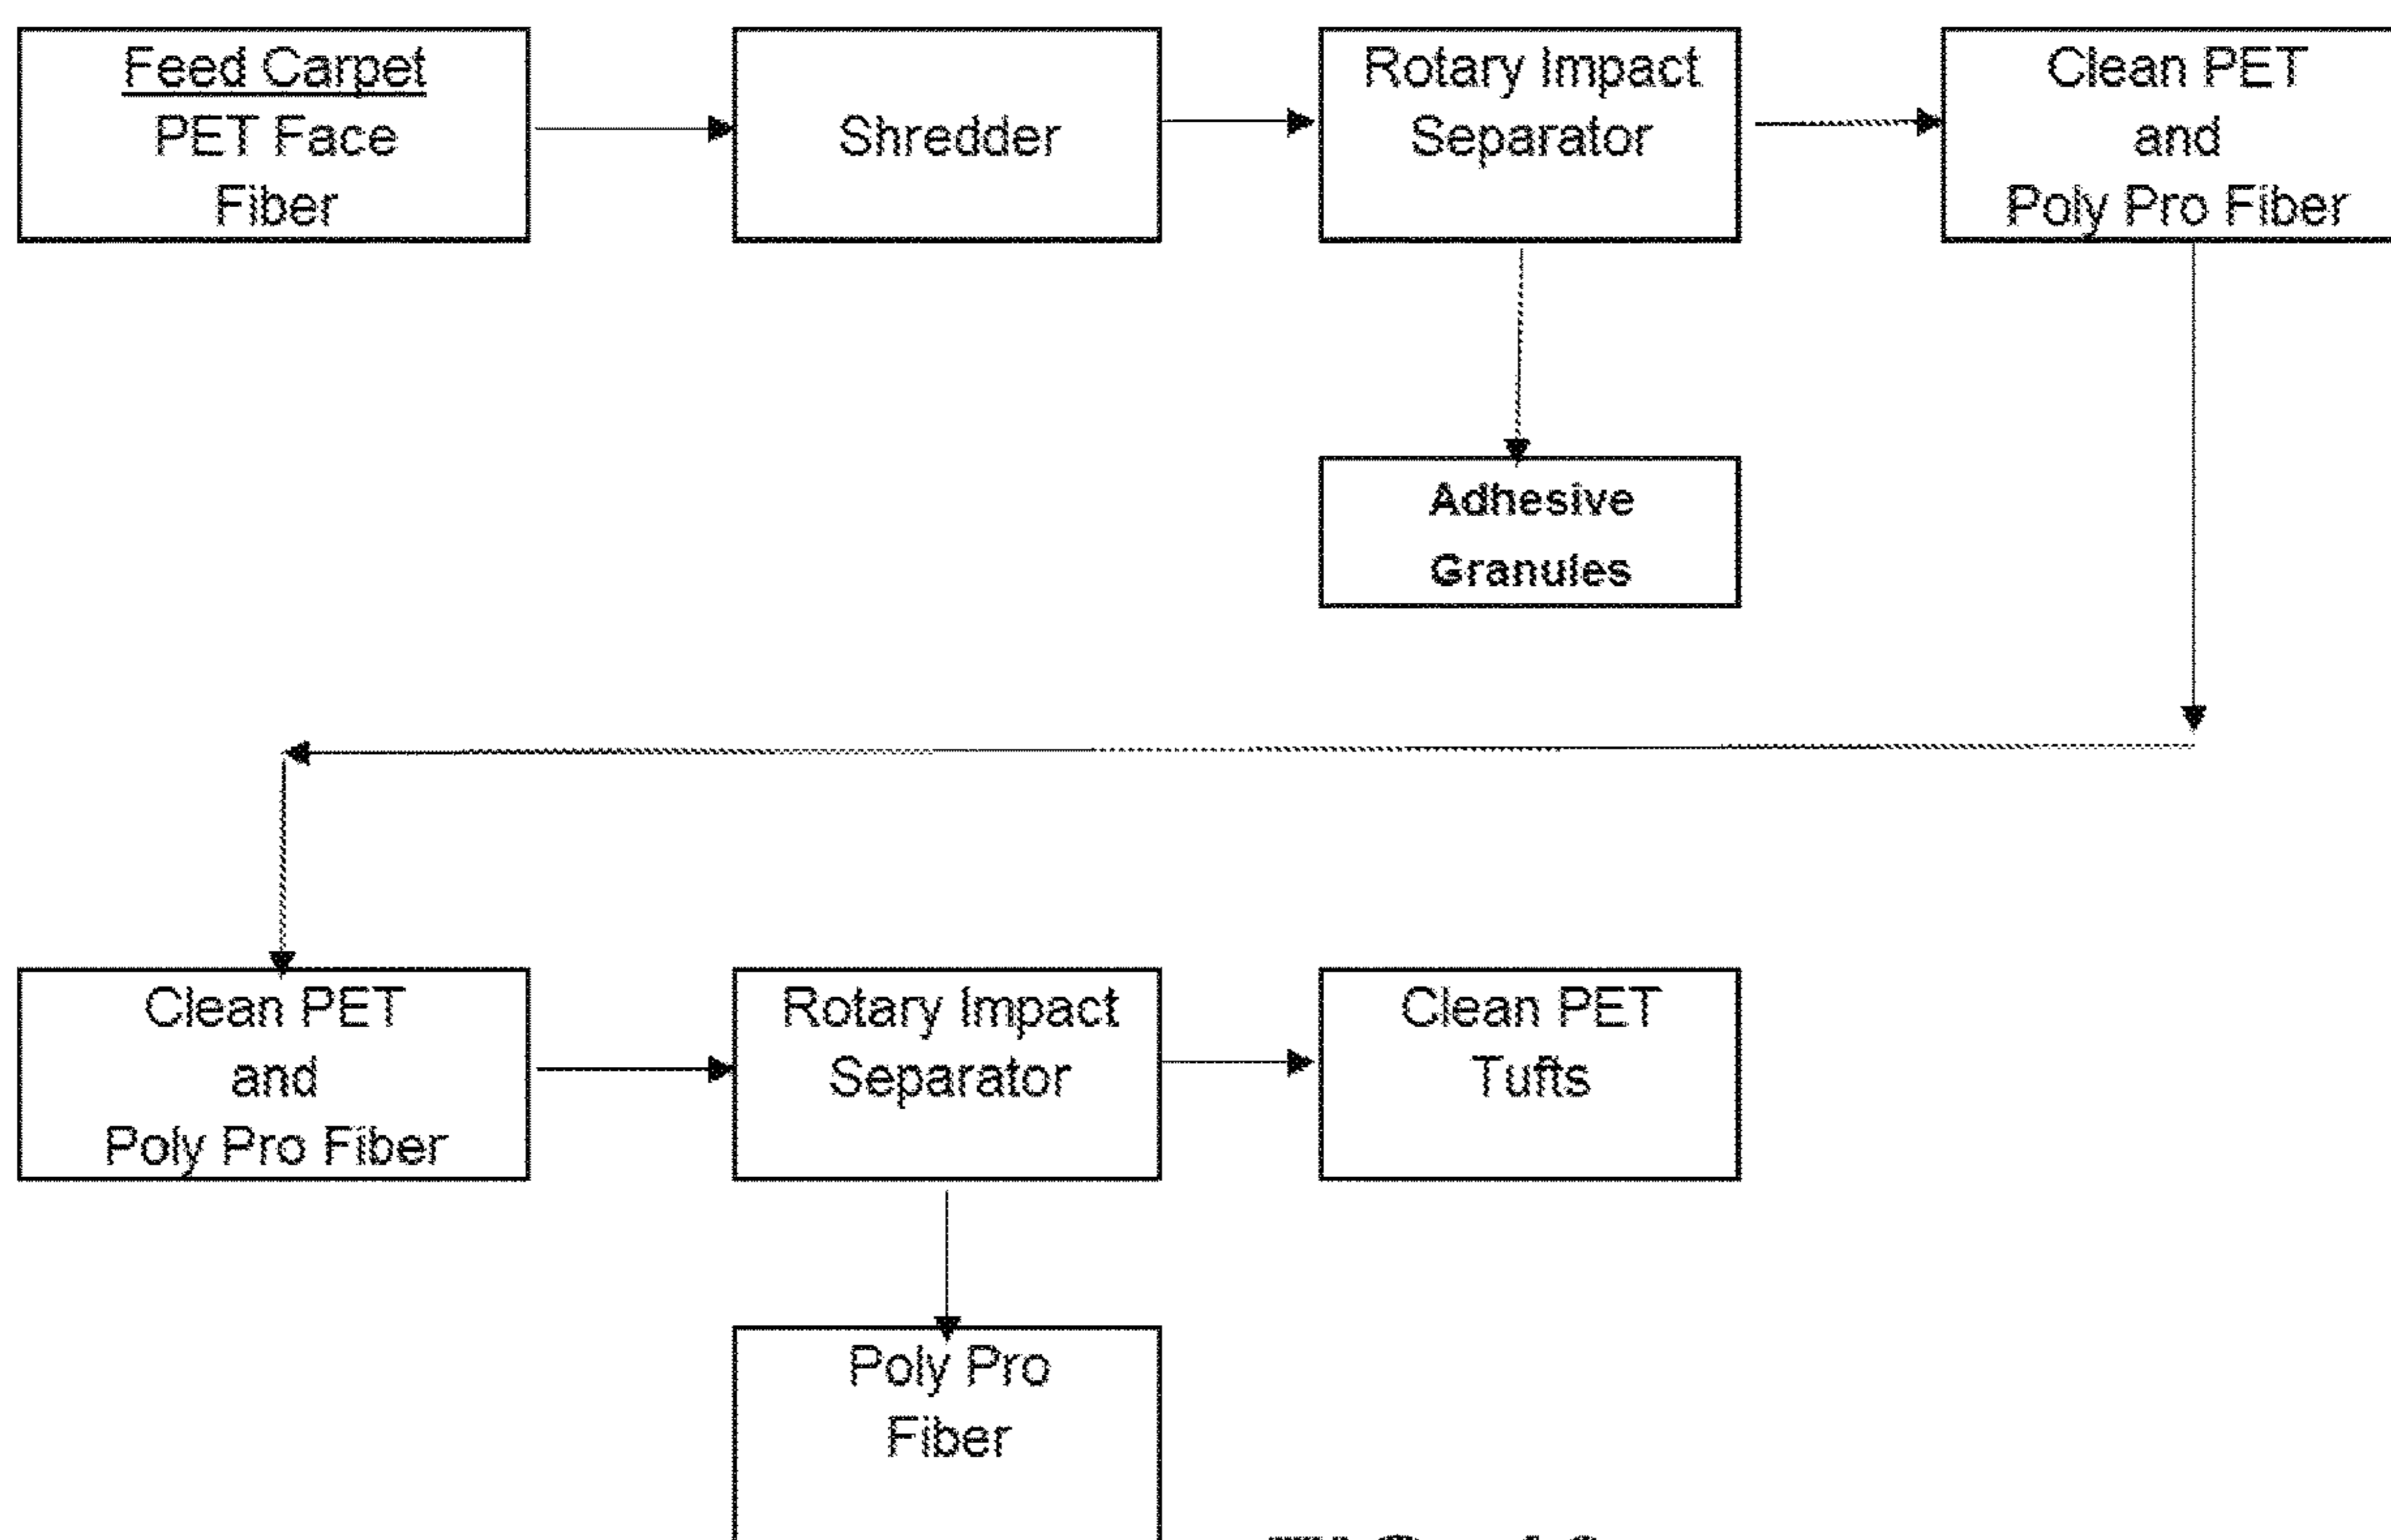 Feed Carpet
PET Face
Fiber
Shredder
Rotary Impact
Separator
Clean PET
and
Poly Pro Fiber
Adhesive
Granules
Clean PET
and
Poly Pro Fiber
Rotary Impact
Separator
Clean PET
Tufts
Poly Pro
Fiber